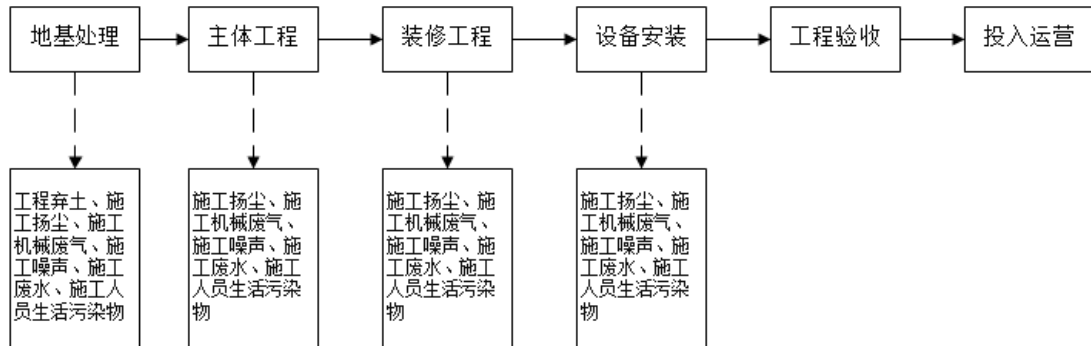 地基处理
主体工程
装修工程
设备安装
工程验收
投入运营
工程弃土、施
工扬尘、施工
机械废气、施
工噪声、施工
废水、施工人
员生活污染物
施工扬尘、施
工机械废气、
施工噪声、施
工废水、施工
人员生活污染
物
施工扬尘、施
工机械废气、
施工噪声、施
工废水、施工
人员生活污染
物
施工扬尘、施
工机械废气、
施工噪声、施
工废水、施工
人员生活污染
物